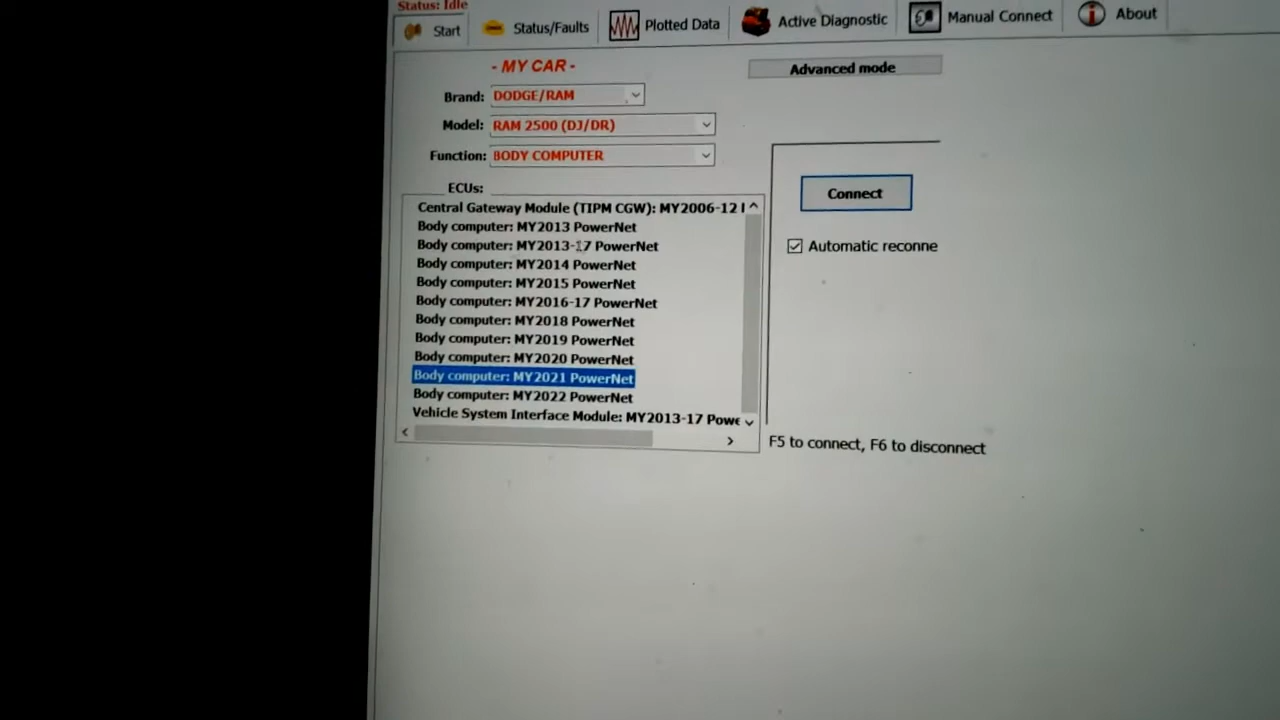 Status: Idle
Start Status/Faults Plotted Data Active Diagnostic Manual Connect About
- MY CAR -
Advanced mode
Brand: DODGE/RAM
Model: RAM 2500 (DJ/DR)
Function: BODY COMPUTER
ECUs:
Central Gateway Module (TIPM CGW): MY2006-12
Body computer: MY2013 PowerNet
Body computer: MY2013-17 PowerNet
Body computer: MY2014 PowerNet
Body computer: MY2015 PowerNet
Body computer: MY2016-17 PowerNet
Body computer: MY2018 PowerNet
Body computer: MY2019 PowerNet
Body computer: MY2020 PowerNet
Body computer: MY2021 PowerNet
Body computer: MY2022 PowerNet
Vehicle System Interface Module: MY2013-17 Powe
Connect
Automatic reconne
F5 to connect, F6 to disconnect